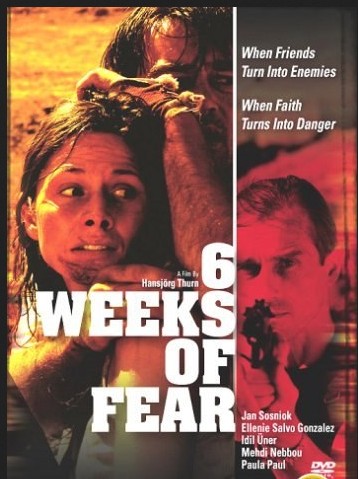 When Friends
Turn Into Enemies
When Faith
Turns Into Danger
A Film By
Hansjörg Thurn
6
WEEKS
OF
FEAR
Jan Sosniok
Ellenie Salvo Gonzalez
Idil Üner
Mehdi Nebbou
Paula Paul
DVD